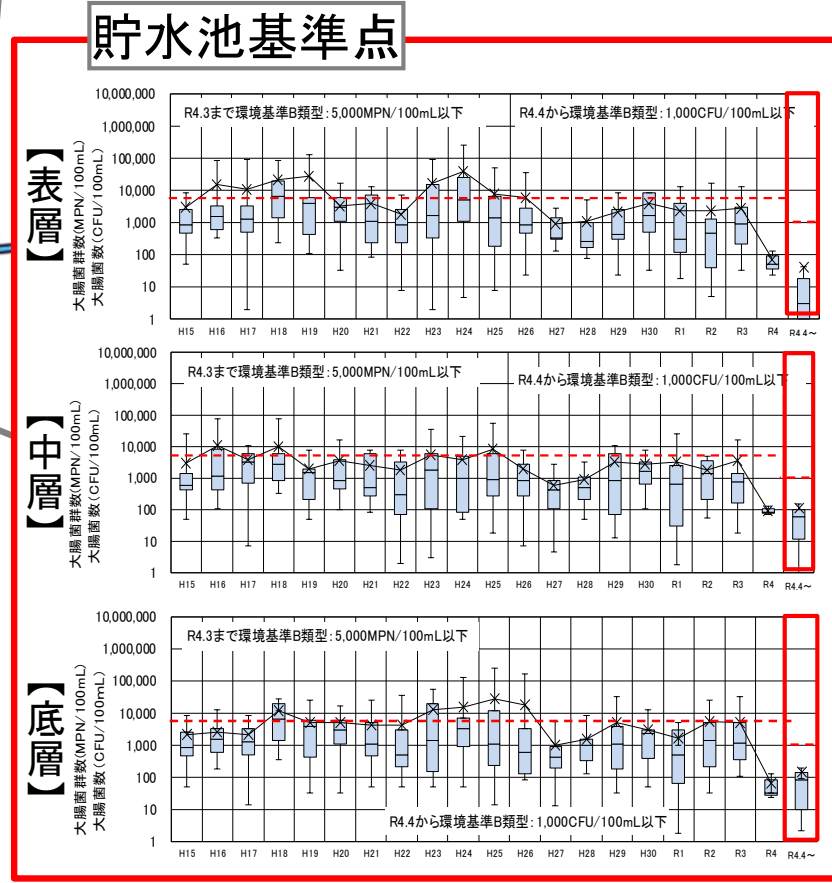 貯水池基準点
【表層】
大腸菌群数(MPN/100mL)
大腸菌数(CFU/100mL)
10,000,000
1,000,000
100,000
10,000
1,000
100
10
1
R4.3まで環境基準B類型:5,000MPN/100mL以下
R4.4から環境基準B類型:1,000CFU/100mL以下
H15 H16 H17 H18 H19 H20 H21 H22 H23 H24 H25 H26 H27 H28 H29 H30 R1 R2 R3 R4 R4.4~
【中層】
大腸菌群数(MPN/100mL)
大腸菌数(CFU/100mL)
10,000,000
1,000,000
100,000
10,000
1,000
100
10
1
R4.3まで環境基準B類型:5,000MPN/100mL以下
R4.4から環境基準B類型:1,000CFU/100mL以下
H15 H16 H17 H18 H19 H20 H21 H22 H23 H24 H25 H26 H27 H28 H29 H30 R1 R2 R3 R4 R4.4~
【底層】
大腸菌群数(MPN/100mL)
大腸菌数(CFU/100mL)
10,000,000
1,000,000
100,000
10,000
1,000
100
10
1
R4.3まで環境基準B類型:5,000MPN/100mL以下
R4.4から環境基準B類型:1,000CFU/100mL以下
H15 H16 H17 H18 H19 H20 H21 H22 H23 H24 H25 H26 H27 H28 H29 H30 R1 R2 R3 R4 R4.4~